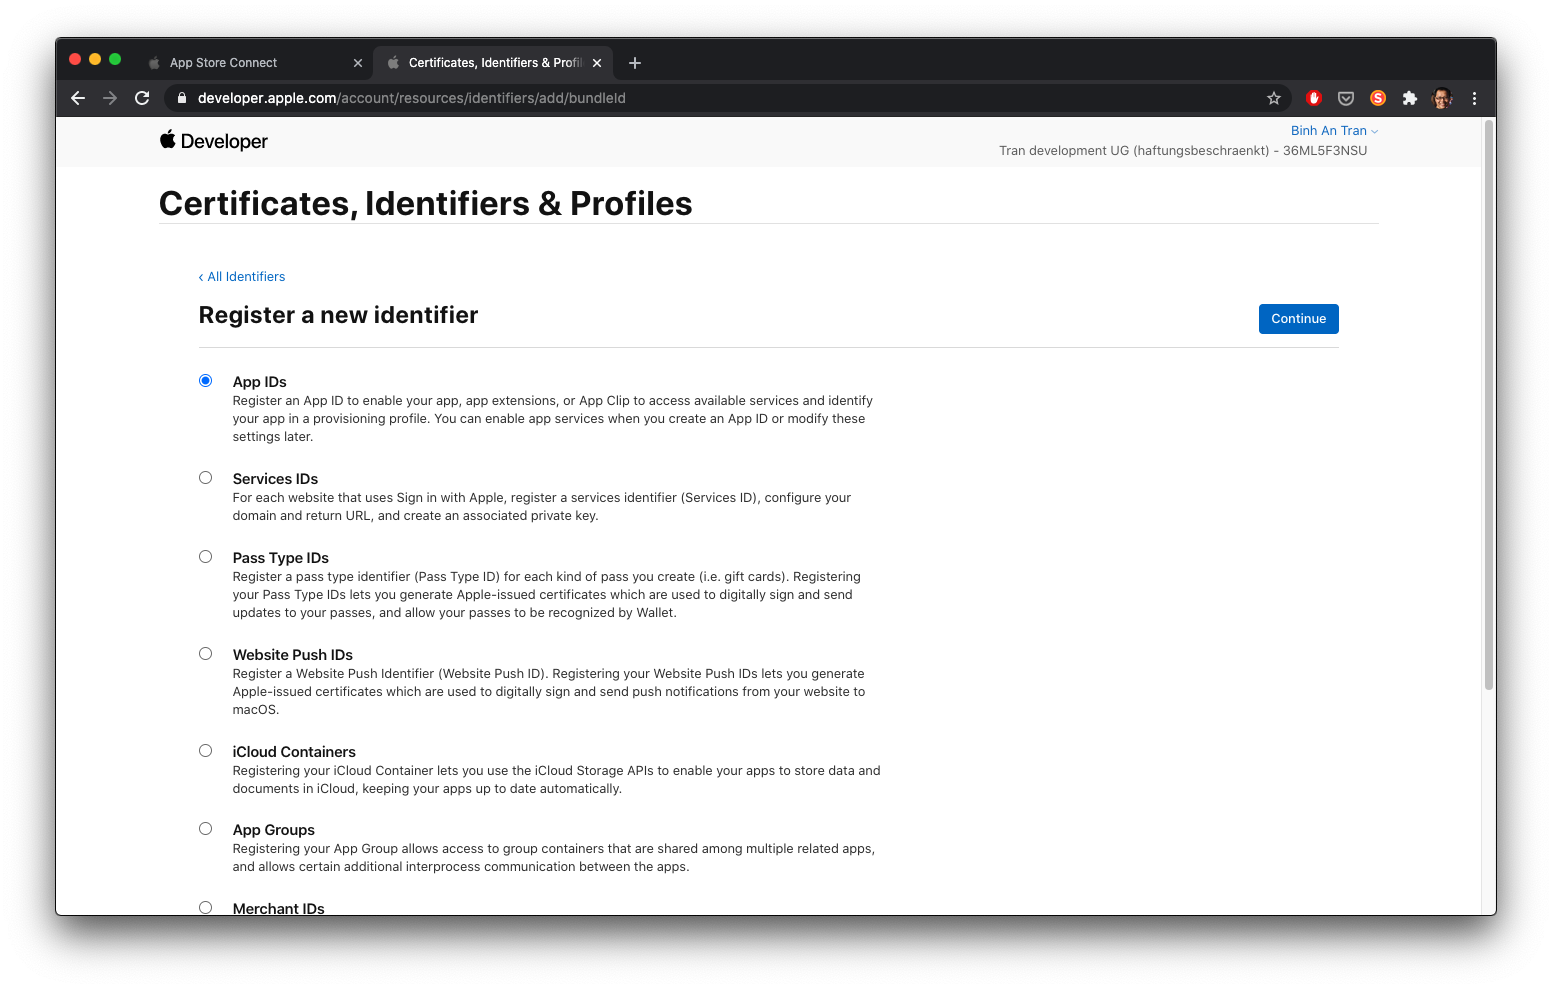 App Store Connect
Certificates, Identifiers & Profil
developer.apple.com/account/resources/identifiers/add/bundleId
Developer
Binh An Tran
Tran development UG (haftungsbeschraenkt) - 36ML5F3NSU
Certificates, Identifiers & Profiles
‹ All Identifiers
Register a new identifier
Continue
App IDs
Register an App ID to enable your app, app extensions, or App Clip to access available services and identify
your app in a provisioning profile. You can enable app services when you create an App ID or modify these
settings later.
Services IDs
For each website that uses Sign in with Apple, register a services identifier (Services ID), configure your
domain and return URL, and create an associated private key.
Pass Type IDs
Register a pass type identifier (Pass Type ID) for each kind of pass you create (i.e. gift cards). Registering
your Pass Type IDs lets you generate Apple-issued certificates which are used to digitally sign and send
updates to your passes, and allow your passes to be recognized by Wallet.
Website Push IDs
Register a Website Push Identifier (Website Push ID). Registering your Website Push IDs lets you generate
Apple-issued certificates which are used to digitally sign and send push notifications from your website to
macOS.
iCloud Containers
Registering your iCloud Container lets you use the iCloud Storage APIs to enable your apps to store data and
documents in iCloud, keeping your apps up to date automatically.
App Groups
Registering your App Group allows access to group containers that are shared among multiple related apps,
and allows certain additional interprocess communication between the apps.
Merchant IDs